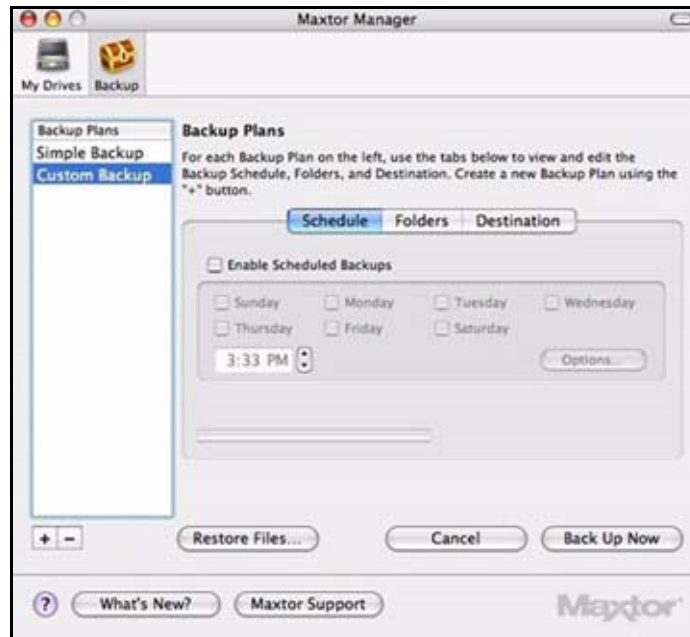 Maxtor Manager
My Drives Backup
Backup Plans
Simple Backup
Custom Backup
Backup Plans
For each Backup Plan on the left, use the tabs below to view and edit the
Backup Schedule, Folders, and Destination. Create a new Backup Plan using the
"+" button.
Schedule Folders Destination
Enable Scheduled Backups
Sunday Monday Tuesday Wednesday
Thursday Friday Saturday
3:33 PM
Options...
+ −
Restore Files... Cancel Back Up Now
? What's New? Maxtor Support Maxtor